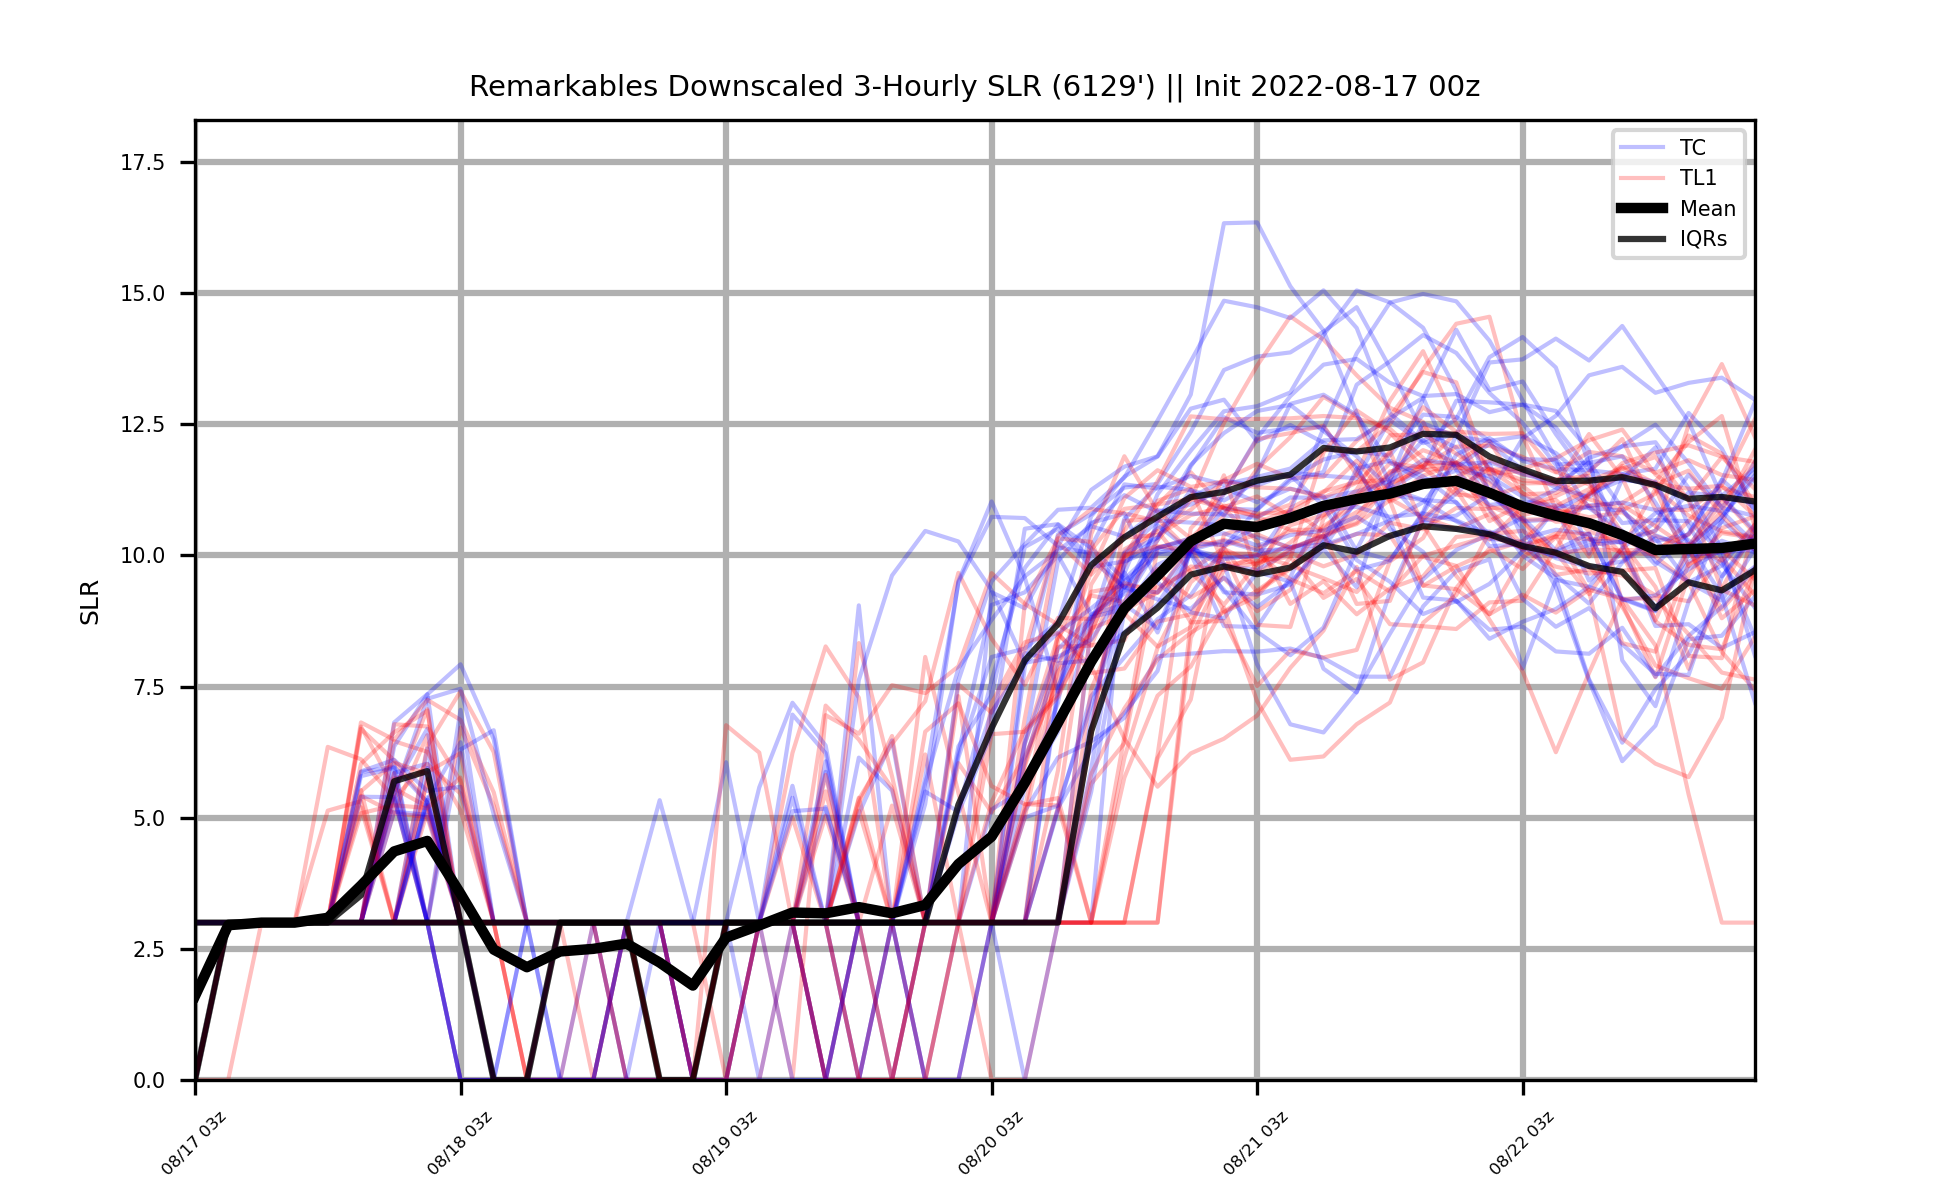 Remarkables Downscaled 3-Hourly SLR (6129') || Init 2022-08-17 00z
TC
TL1
Mean
IQRs
17.5
15.0
12.5
10.0
7.5
5.0
2.5
0.0
SLR
08/17 03z
08/18 03z
08/19 03z
08/20 03z
08/21 03z
08/22 03z